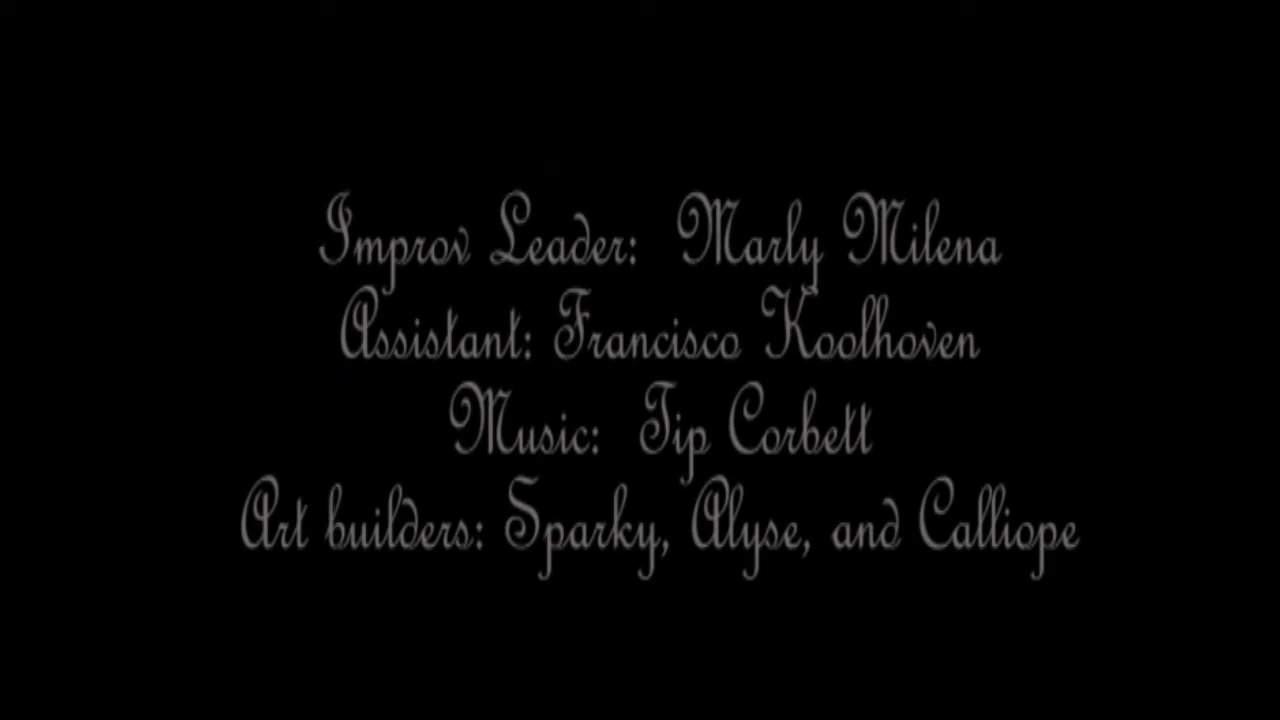 Improv Leader: Marly Milena
Assistant: Francisco Koolhoven
Music: Tip Corbett
Art builders: Sparky, Alyse, and Calliope